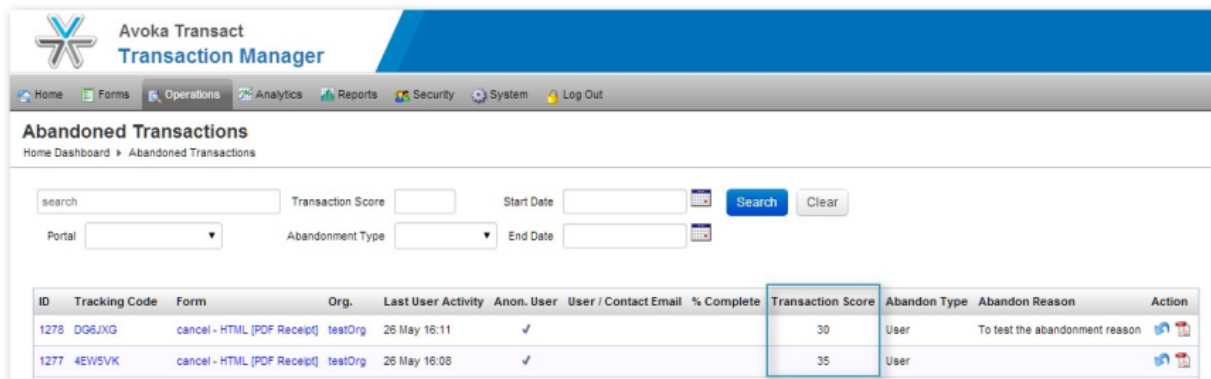 Avoka Transact
Transaction Manager
Home Forms Operations Analytics Reports Security System Log Out
Abandoned Transactions
Home Dashboard ▸ Abandoned Transactions
search Transaction Score Start Date Search Clear
Portal Abandonment Type End Date
ID Tracking Code Form Org. Last User Activity Anon. User User / Contact Email % Complete Transaction Score Abandon Type Abandon Reason Action
1278 DG6JXG cancel - HTML [PDF Receipt] testOrg 26 May 16:11 ✓ 30 User To test the abandonment reason
1277 4EW5VK cancel - HTML [PDF Receipt] testOrg 26 May 16:08 ✓ 35 User